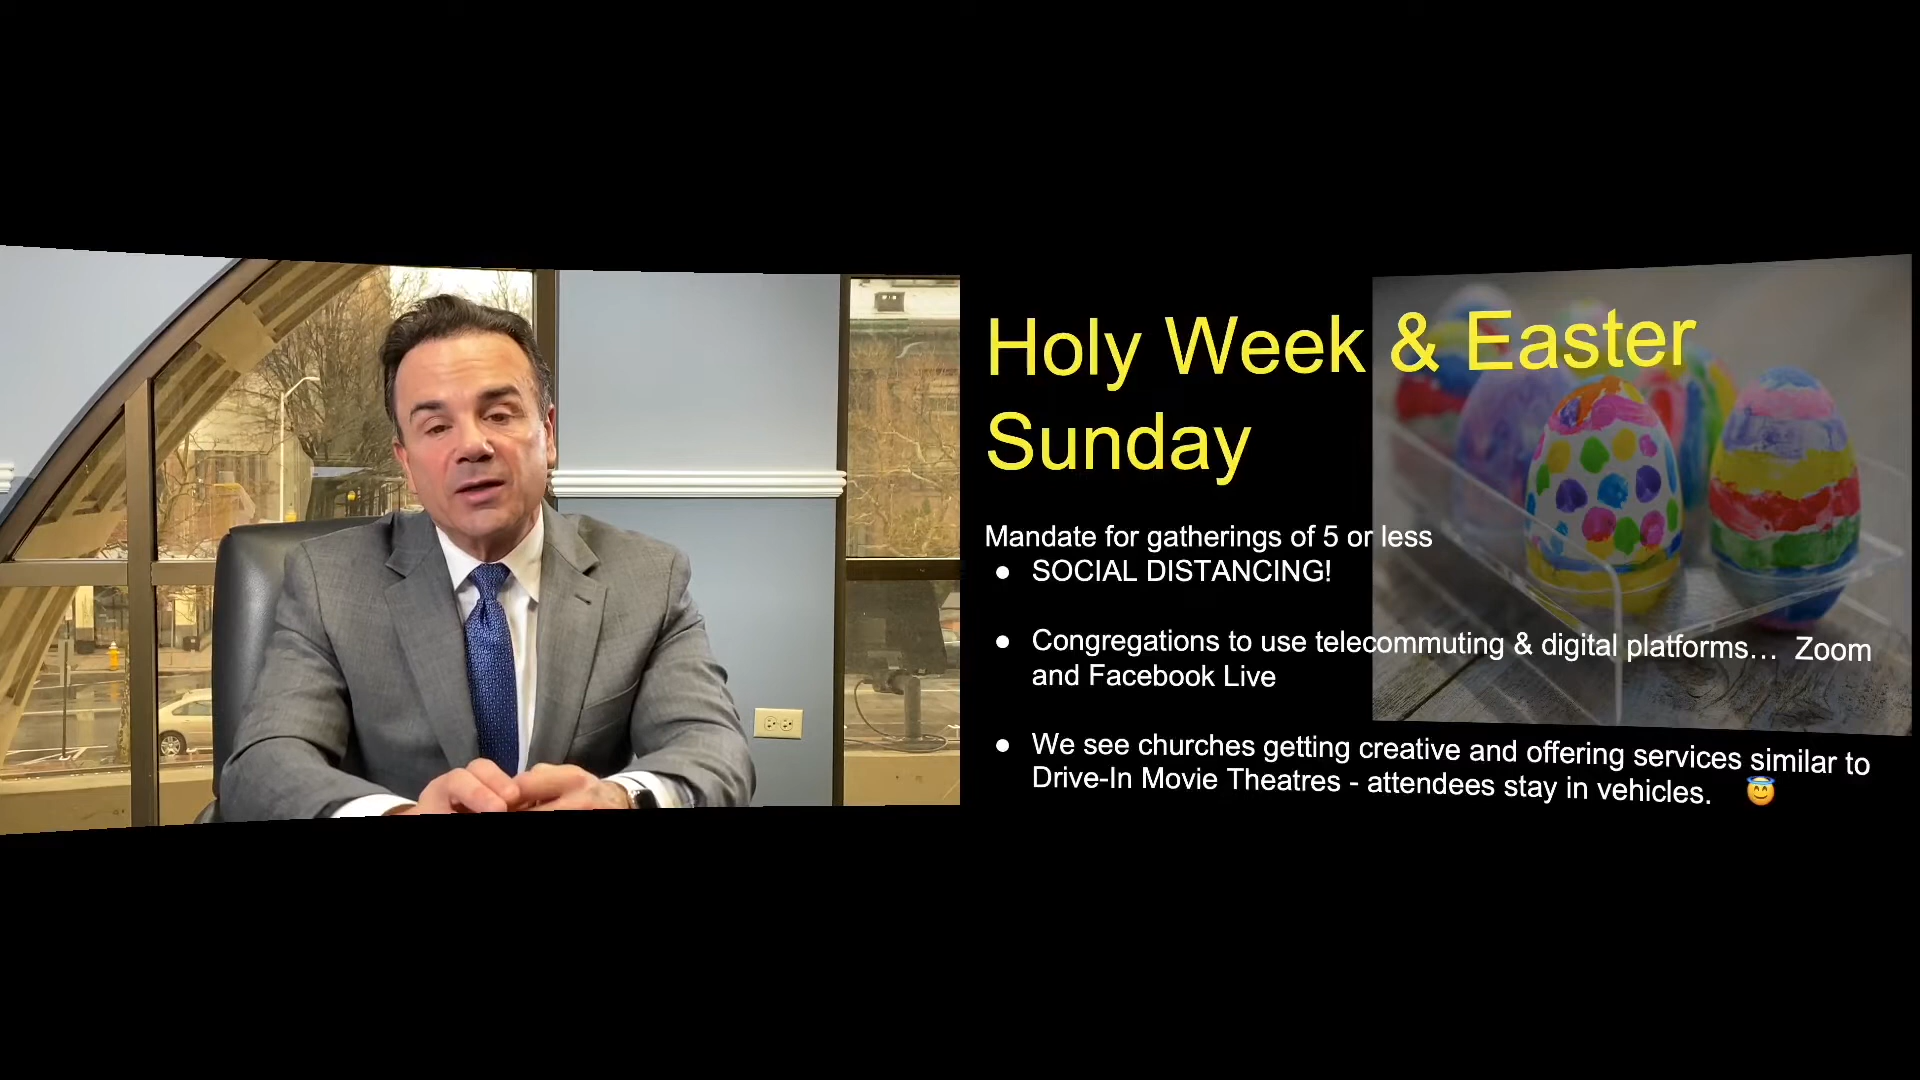 Holy Week & Easter
Sunday
Mandate for gatherings of 5 or less
● SOCIAL DISTANCING!
● Congregations to use telecommuting & digital platforms… Zoom
and Facebook Live
● We see churches getting creative and offering services similar to
Drive-In Movie Theatres - attendees stay in vehicles. 😇